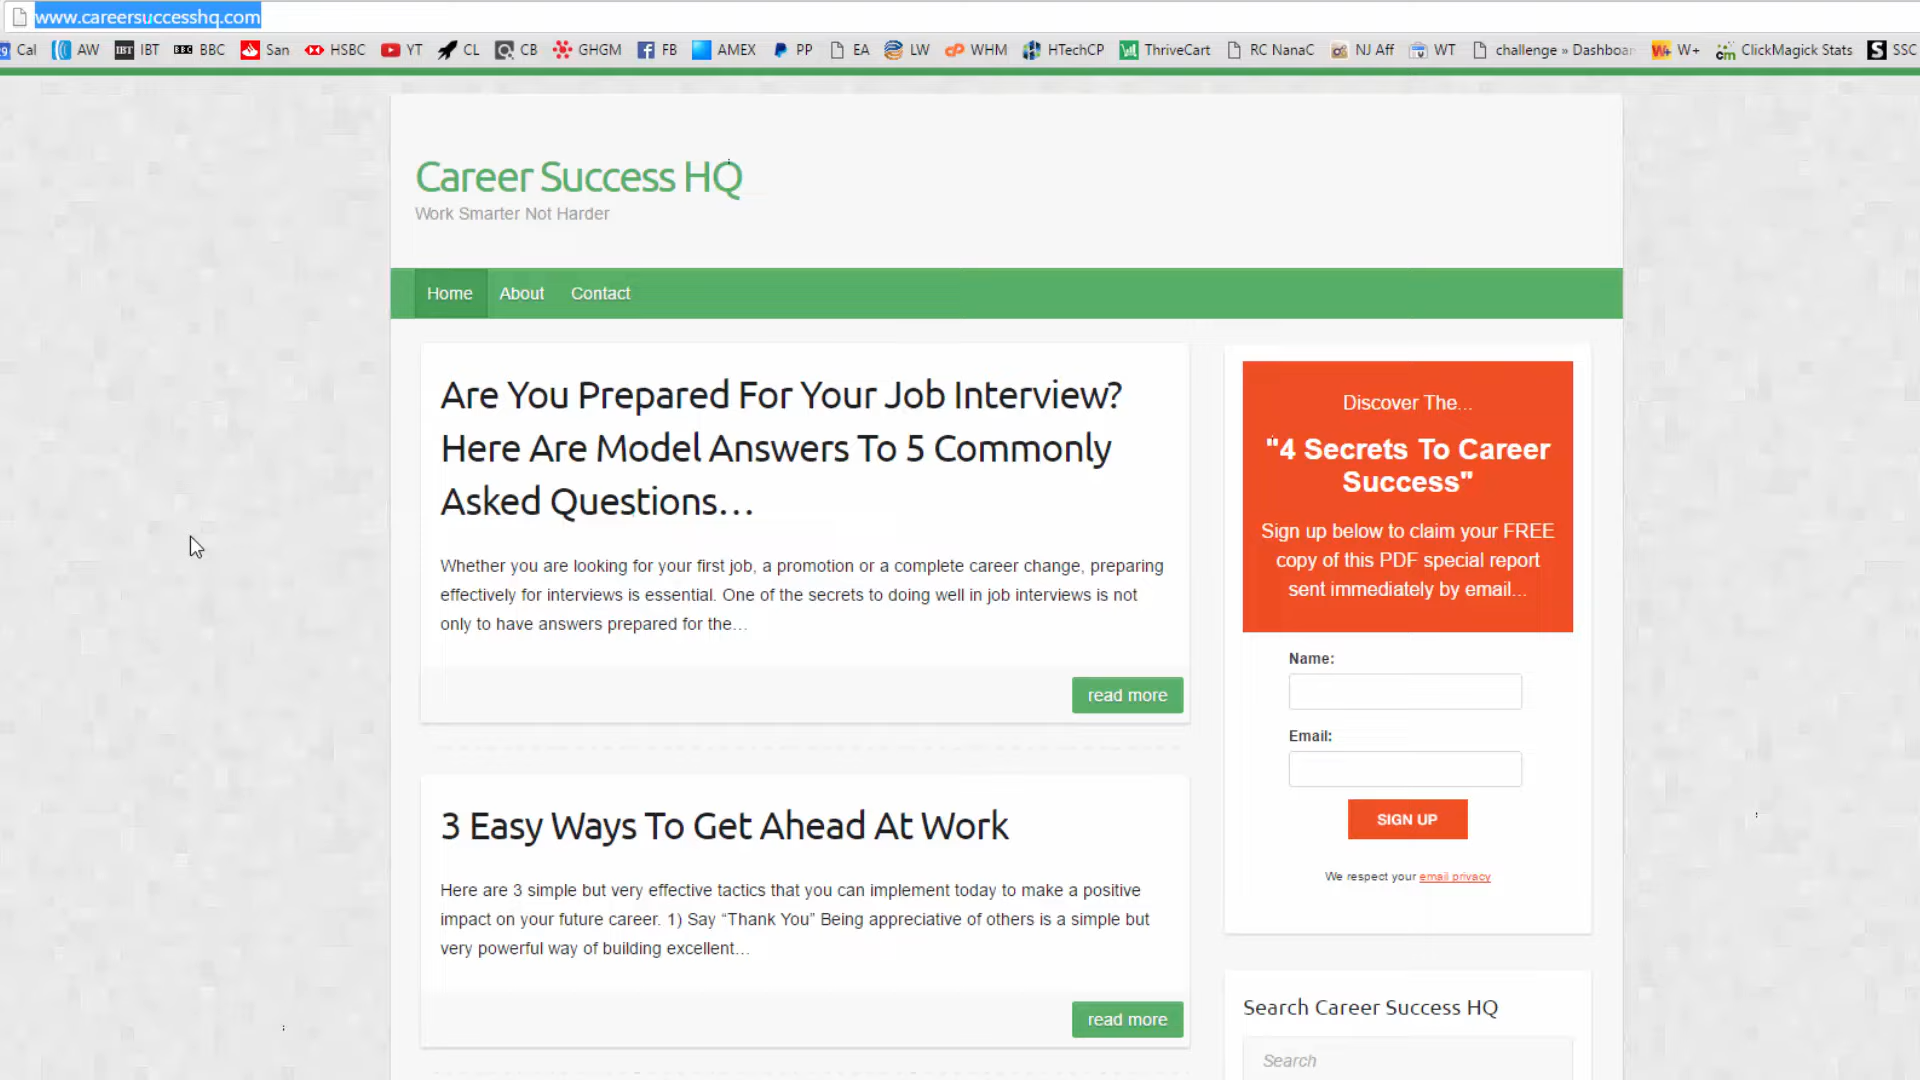 www.careersuccesshq.com
Cal AW IBT IBT BBC BBC San HSBC YT CL CB GHGM FB AMEX PP EA LW WHM HTechCP ThriveCart RC NanaC NJ Aff WT challenge » Dashboar W+ ClickMagick Stats SSC
Career Success HQ
Work Smarter Not Harder
Home About Contact
Are You Prepared For Your Job Interview?
Here Are Model Answers To 5 Commonly
Asked Questions…
Whether you are looking for your first job, a promotion or a complete career change, preparing
effectively for interviews is essential. One of the secrets to doing well in job interviews is not
only to have answers prepared for the…
read more
3 Easy Ways To Get Ahead At Work
Here are 3 simple but very effective tactics that you can implement today to make a positive
impact on your future career. 1) Say “Thank You” Being appreciative of others is a simple but
very powerful way of building excellent…
read more
Discover The...
"4 Secrets To Career
Success"
Sign up below to claim your FREE
copy of this PDF special report
sent immediately by email...
Name:
Email:
SIGN UP
We respect your email privacy
Search Career Success HQ
Search